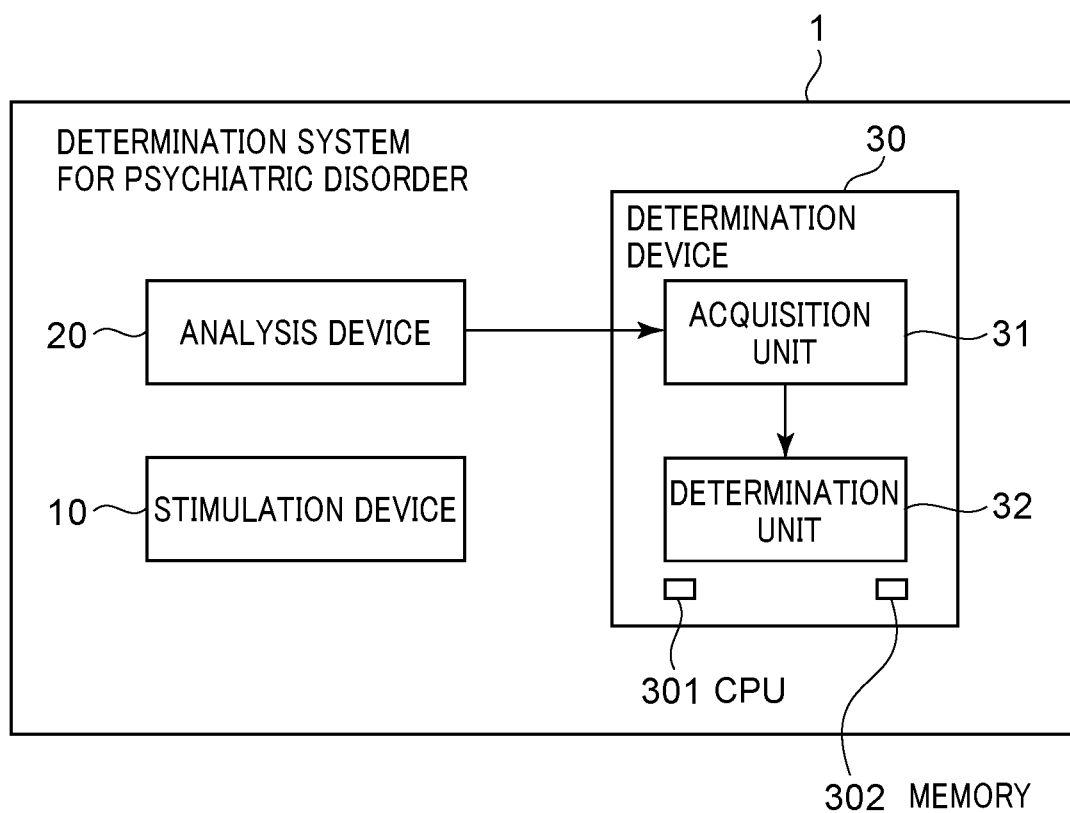 1
DETERMINATION SYSTEM
FOR PSYCHIATRIC DISORDER
30
DETERMINATION
DEVICE
20
ANALYSIS DEVICE
ACQUISITION
UNIT
31
10
STIMULATION DEVICE
DETERMINATION
UNIT
32
301 CPU
302 MEMORY